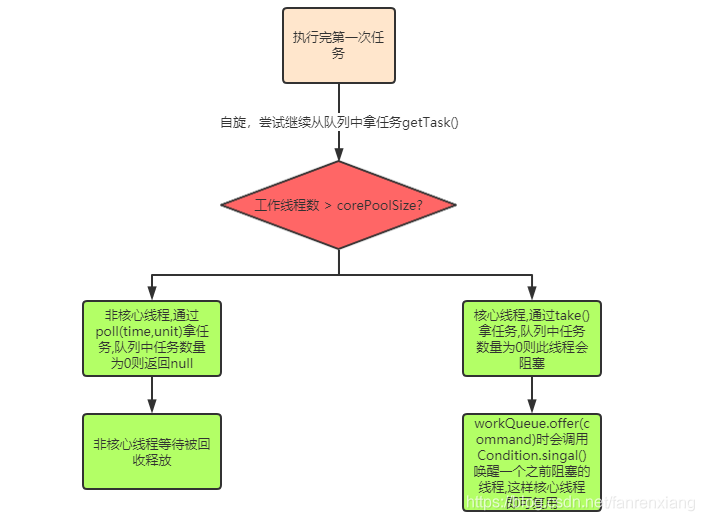 执行完第一次任
务
自旋，尝试继续从队列中拿任务getTask()
工作线程数 > corePoolSize?
非核心线程,通过
poll(time,unit)拿任
务,队列中任务数量
为0则返回null
核心线程,通过take()
拿任务,队列中任务
数量为0则此线程会
阻塞
非核心线程等待被回
收释放
workQueue.offer(c
ommand)时会调用
Condition.singal()
唤醒一个之前阻塞的
线程,这样核心线程
即可复用